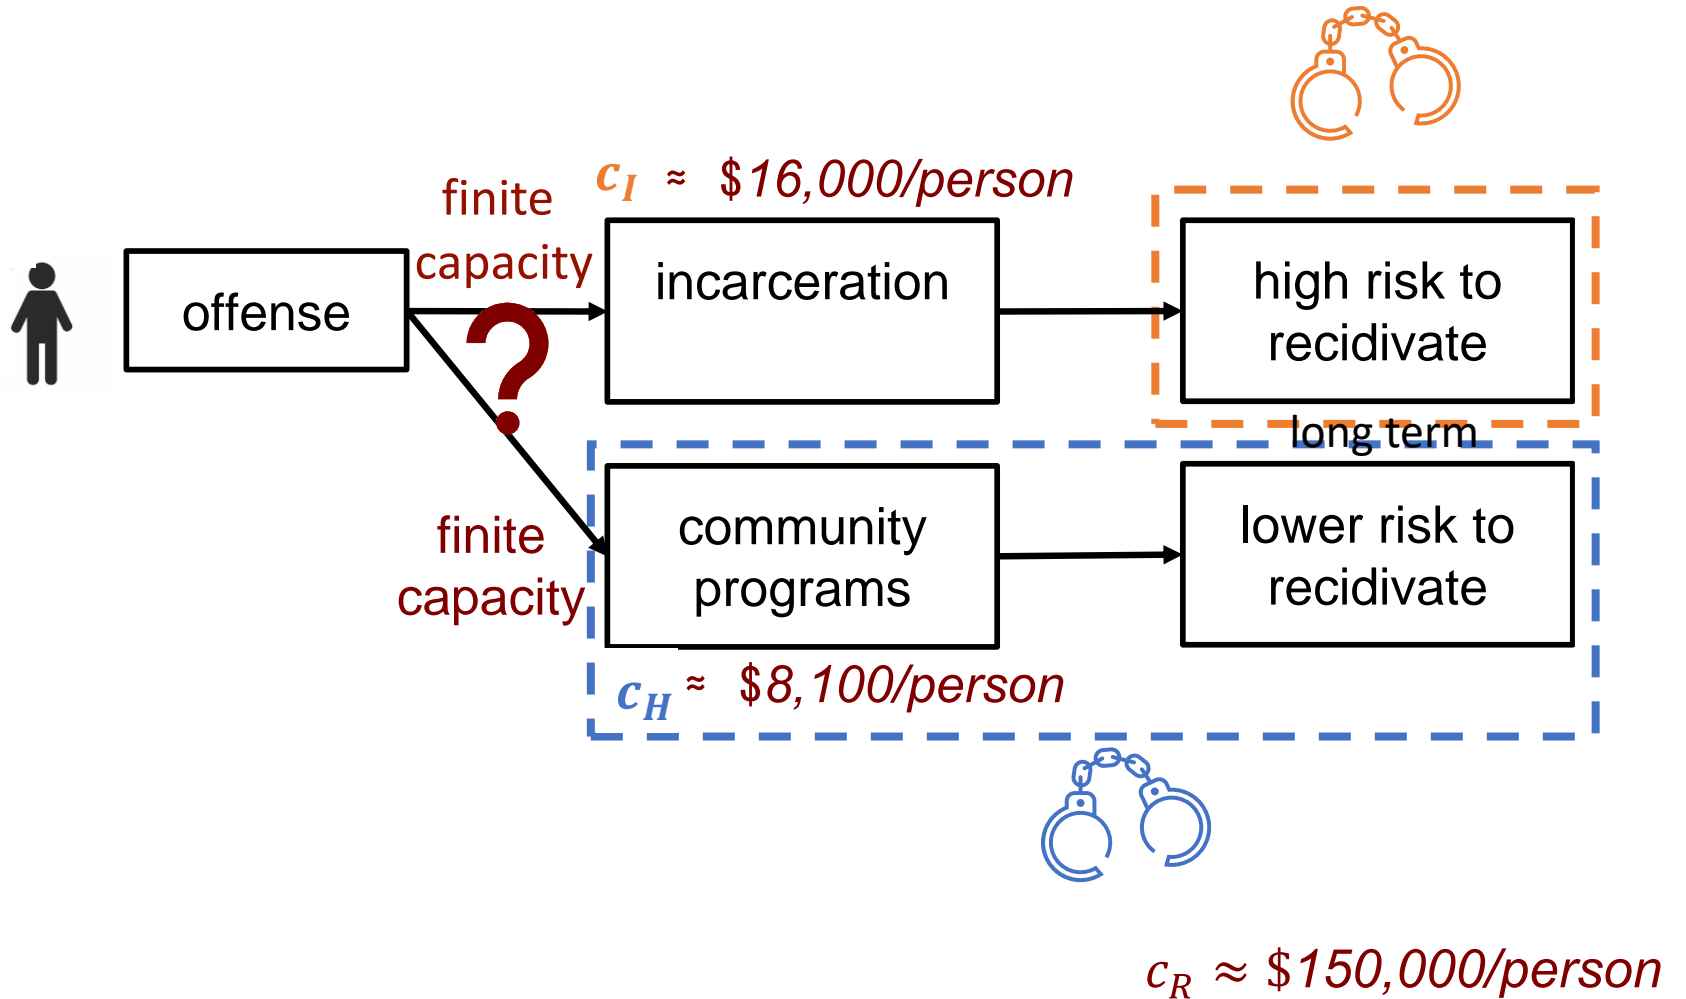 c_I ≈ $16,000/person
finite
capacity
offense
?
incarceration
high risk to
recidivate
long term
finite
capacity
community
programs
lower risk to
recidivate
c_H ≈ $8,100/person
c_R ≈ $150,000/person